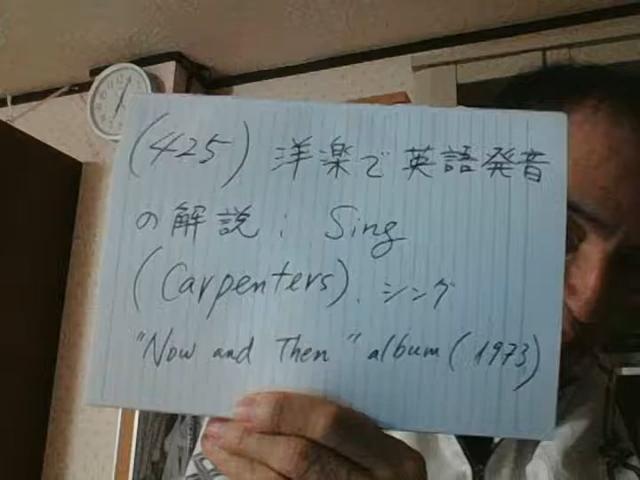 (425) 洋楽で英語発音
の解説: Sing
(Carpenters). シング
"Now and Then" album (1973)